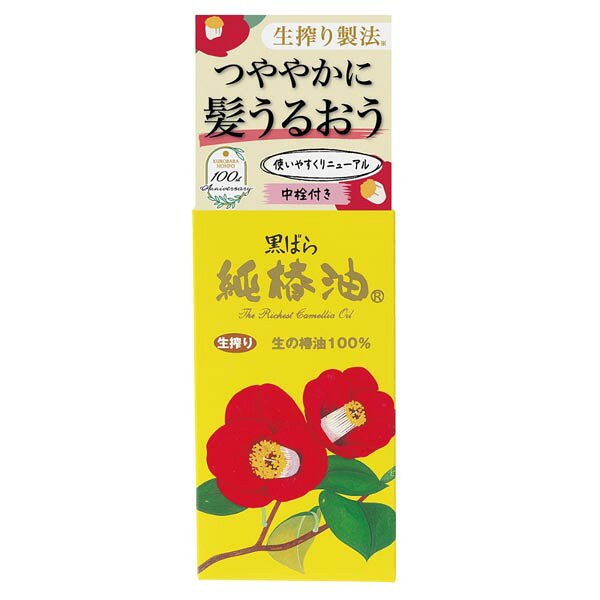 生搾り製法※
つややかに
髪うるおう
使いやすくリニューアル
KUROBARA
HONPO
100th
Anniversary
中栓付き
黒ばら
純椿油®
The Richest Camellia Oil
生搾り 生の椿油100%